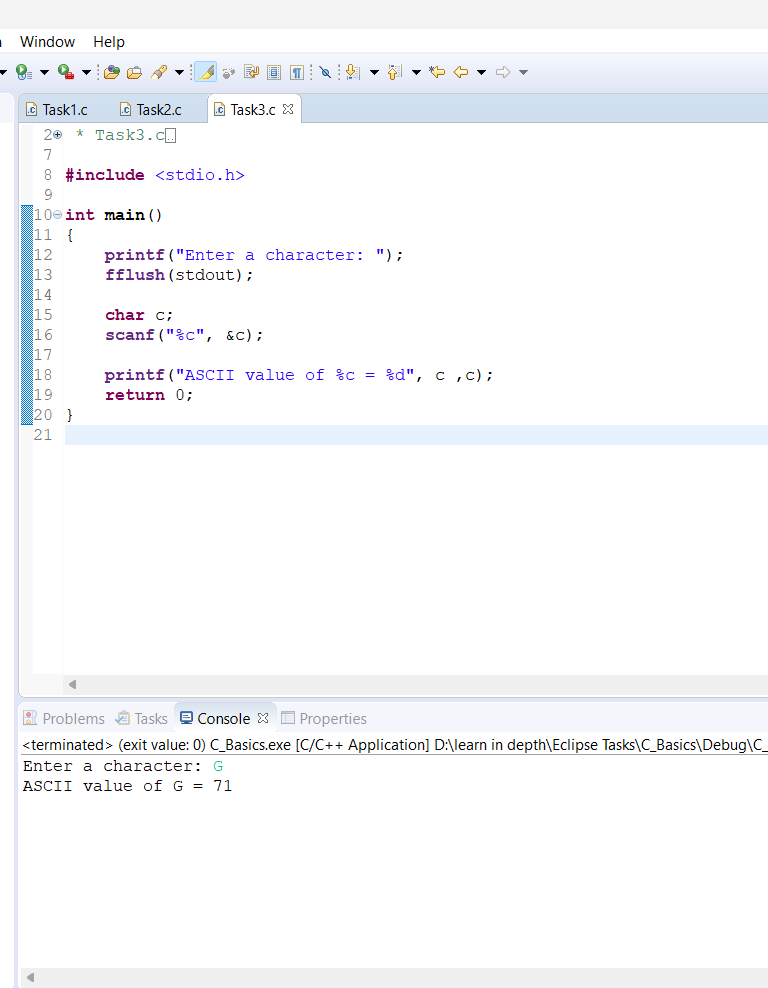 Window Help
Task1.c Task2.c Task3.c
2 * Task3.c
7
8 #include <stdio.h>
9
10 int main()
11 {
12 printf("Enter a character: ");
13 fflush(stdout);
14
15 char c;
16 scanf("%c", &c);
17
18 printf("ASCII value of %c = %d", c ,c);
19 return 0;
20 }
21
Problems Tasks Console Properties
<terminated> (exit value: 0) C_Basics.exe [C/C++ Application] D:\learn in depth\Eclipse Tasks\C_Basics\Debug\C_
Enter a character: G
ASCII value of G = 71